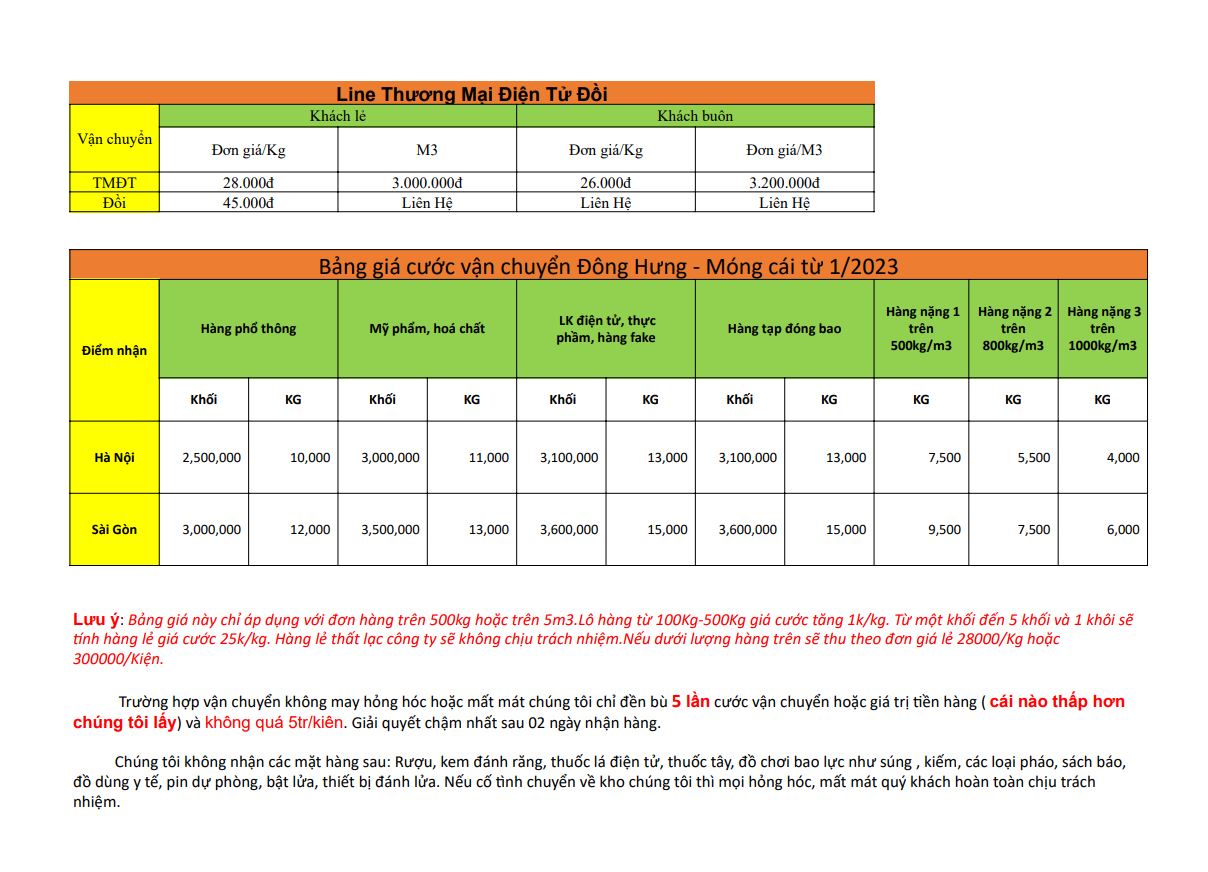 Line Thương Mại Điện Tử Đồi
Vận chuyển
Khách lẻ
Khách buôn
Đơn giá/Kg
M3
Đơn giá/Kg
Đơn giá/M3
TMĐT
28.000đ
3.000.000đ
26.000đ
3.200.000đ
Đồi
45.000đ
Liên Hệ
Liên Hệ
Liên Hệ
Bảng giá cước vận chuyển Đông Hưng - Móng cái từ 1/2023
Điểm nhận
Hàng phổ thông
Mỹ phẩm, hoá chất
LK điện tử, thực
phẩm, hàng fake
Hàng tạp đóng bao
Hàng nặng 1
trên
500kg/m3
Hàng nặng 2
trên
800kg/m3
Hàng nặng 3
trên
1000kg/m3
Khối
KG
Khối
KG
Khối
KG
Khối
KG
KG
KG
KG
Hà Nội
2,500,000
10,000
3,000,000
11,000
3,100,000
13,000
3,100,000
13,000
7,500
5,500
4,000
Sài Gòn
3,000,000
12,000
3,500,000
13,000
3,600,000
15,000
3,600,000
15,000
9,500
7,500
6,000
Lưu ý: Bảng giá này chỉ áp dụng với đơn hàng trên 500kg hoặc trên 5m3.Lô hàng từ 100Kg-500Kg giá cước tăng 1k/kg. Từ một khối đến 5 khối và 1 khôi sẽ
tính hàng lẻ giá cước 25k/kg. Hàng lẻ thất lạc công ty sẽ không chịu trách nhiệm.Nếu dưới lượng hàng trên sẽ thu theo đơn giá lẻ 28000/Kg hoặc
300000/Kiện.
Trường hợp vận chuyển không may hỏng hóc hoặc mất mát chúng tôi chỉ đền bù 5 lần cước vận chuyển hoặc giá trị tiền hàng ( cái nào thấp hơn
chúng tôi lấy) và không quá 5tr/kiên. Giải quyết chậm nhất sau 02 ngày nhận hàng.
Chúng tôi không nhận các mặt hàng sau: Rượu, kem đánh răng, thuốc lá điện tử, thuốc tây, đồ chơi bao lực như súng , kiếm, các loại pháo, sách báo,
đồ dùng y tế, pin dự phòng, bật lửa, thiết bị đánh lửa. Nếu cố tình chuyển về kho chúng tôi thì mọi hỏng hóc, mất mát quý khách hoàn toàn chịu trách
nhiệm.